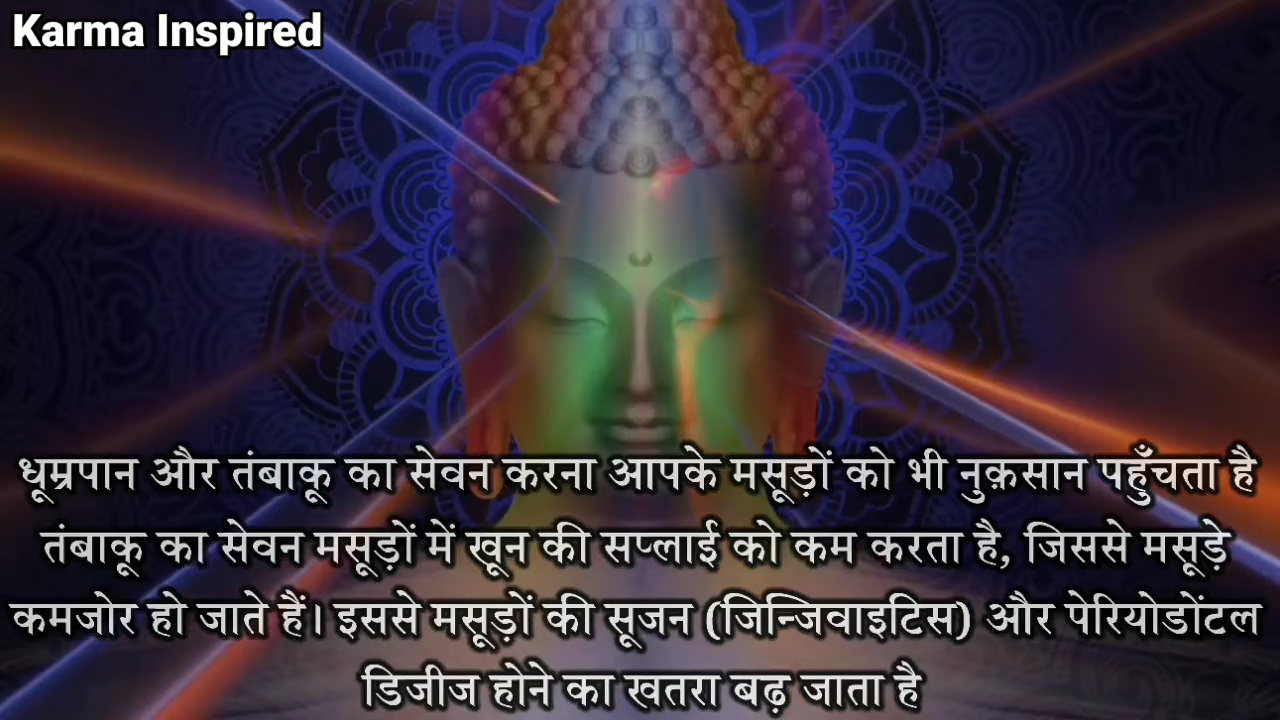 Karma Inspired
धूम्रपान और तंबाकू का सेवन करना आपके मसूड़ों को भी नुक़सान पहुँचता है
तंबाकू का सेवन मसूड़ों में खून की सप्लाई को कम करता है, जिससे मसूड़े
कमजोर हो जाते हैं। इससे मसूड़ों की सूजन (जिन्जिवाइटिस) और पेरियोडोंटल
डिजीज होने का खतरा बढ़ जाता है